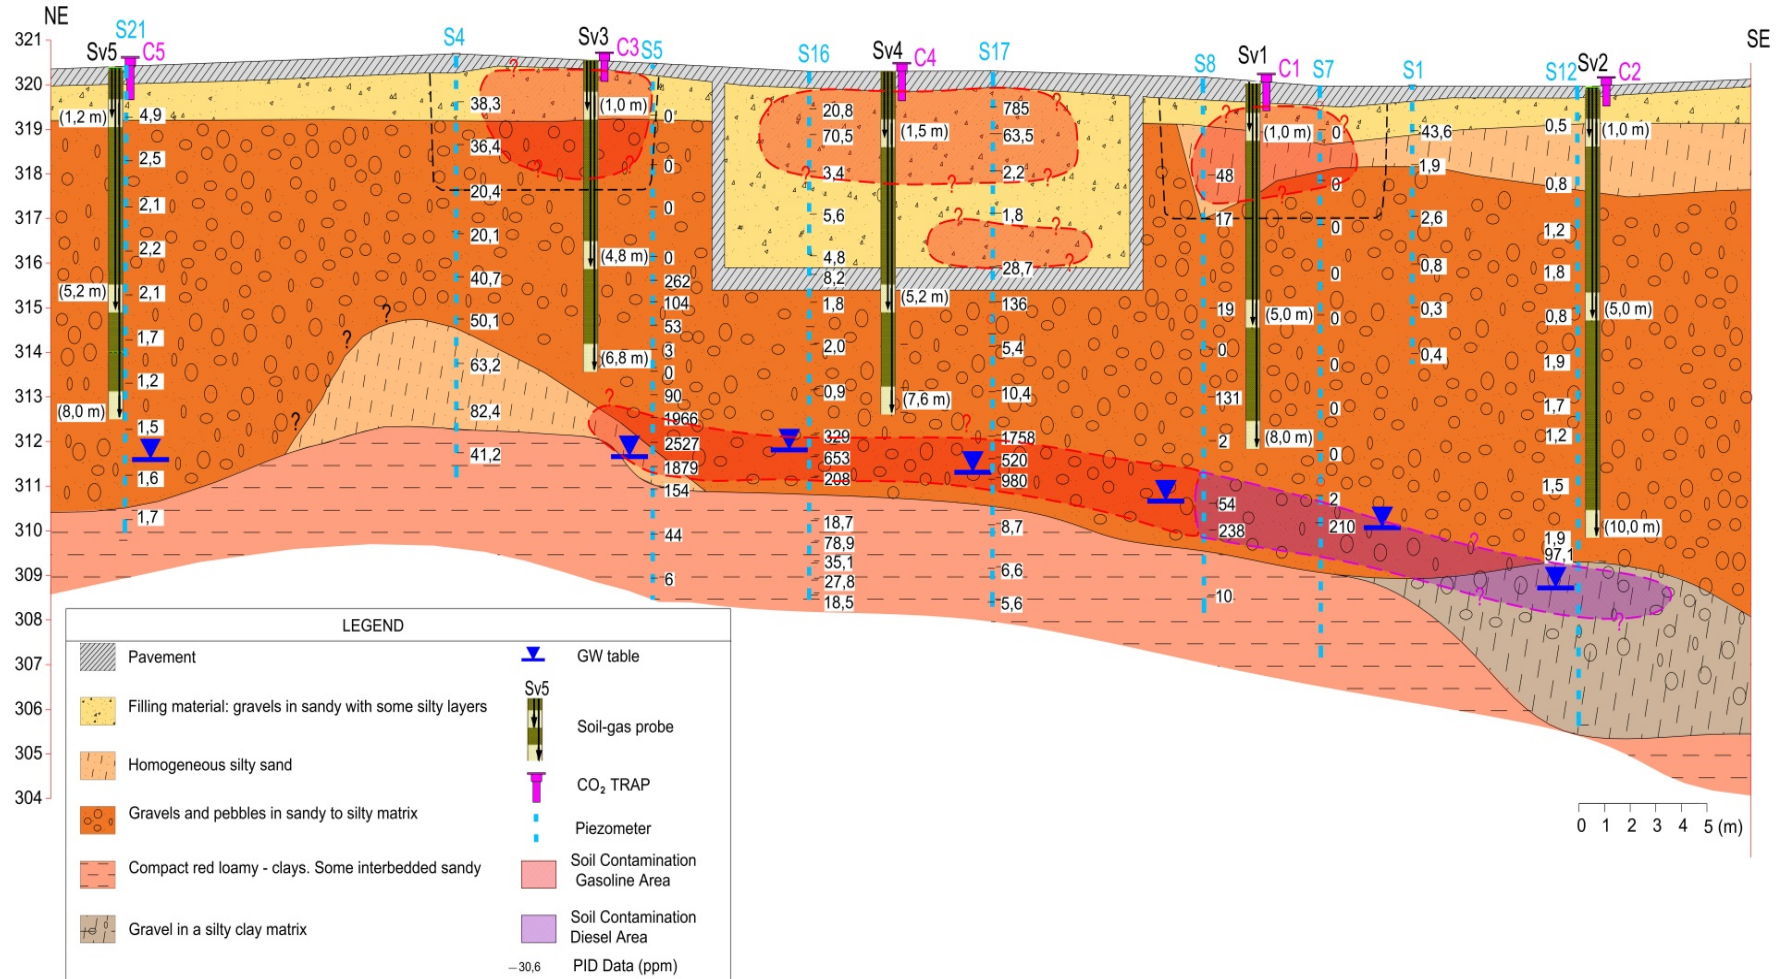 NE
SE
321
320
319
318
317
316
315
314
313
312
311
310
309
308
307
306
305
304
Sv5
S21
C5
S4
Sv3
C3
S5
S16
Sv4
C4
S17
S8
Sv1
C1
S7
S1
S12
Sv2
C2
(1,2 m)
(5,2 m)
(8,0 m)
4,9
2,5
2,1
2,2
2,1
1,7
1,2
1,5
1,6
1,7
38,3
36,4
20,4
20,1
40,7
50,1
63,2
82,4
41,2
(1,0 m)
(4,8 m)
(6,8 m)
0
0
0
0
262
104
53
3
0
90
1966
2527
1879
154
44
6
20,8
70,5
3,4
5,6
4,8
8,2
1,8
2,0
0,9
329
653
208
18,7
78,9
35,1
27,8
18,5
(1,5 m)
(5,2 m)
(7,6 m)
785
63,5
2,2
1,8
28,7
136
5,4
10,4
1758
520
980
8,7
6,6
5,6
48
17
19
0
131
2
54
238
10
(1,0 m)
(5,0 m)
(8,0 m)
0
0
0
0
0
0
0
0
2
210
43,6
1,9
2,6
0,8
0,3
0,4
0,5
0,8
1,2
1,8
0,8
1,9
1,7
1,2
1,5
1,9
97,1
(1,0 m)
(5,0 m)
(10,0 m)
? ? ? ? ? ? ? ? ? ? ? ? ? ? ? ? ? ? ? ? ? ?
LEGEND
Pavement
Filling material: gravels in sandy with some silty layers
Homogeneous silty sand
Gravels and pebbles in sandy to silty matrix
Compact red loamy - clays. Some interbedded sandy
Gravel in a silty clay matrix
GW table
Sv5
Soil-gas probe
CO₂ TRAP
Piezometer
Soil Contamination
Gasoline Area
Soil Contamination
Diesel Area
–30,6 PID Data (ppm)
0 1 2 3 4 5 (m)